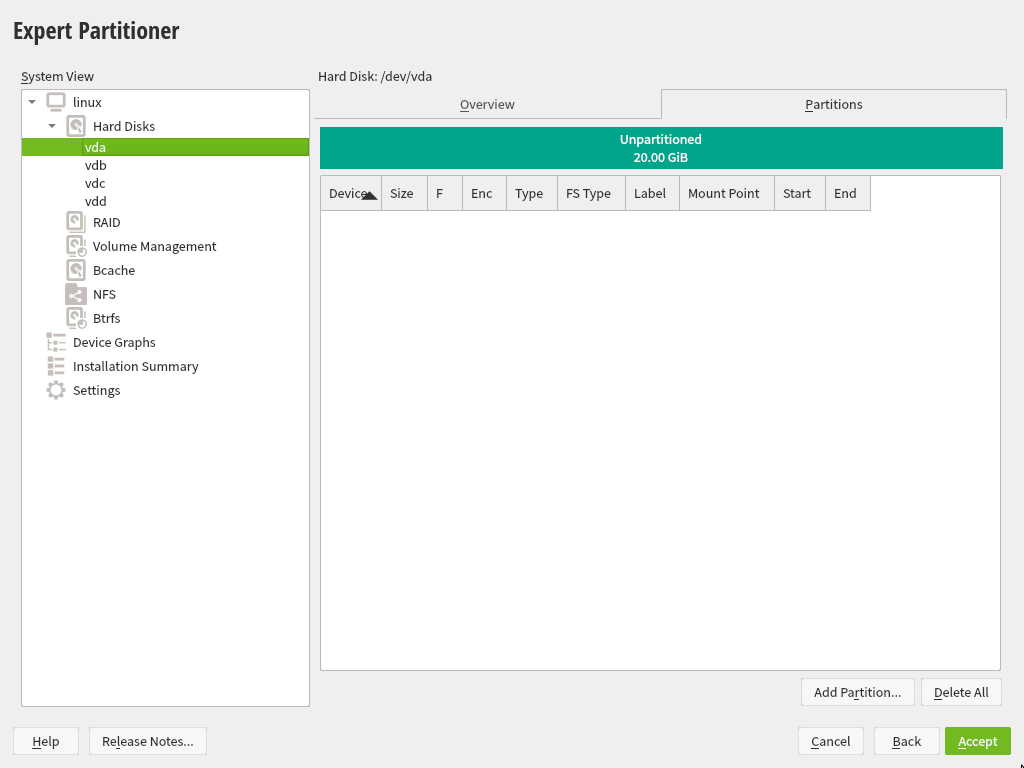 Expert Partitioner
System View
linux
Hard Disks
vda
vdb
vdc
vdd
RAID
Volume Management
Bcache
NFS
Btrfs
Device Graphs
Installation Summary
Settings
Hard Disk: /dev/vda
Overview Partitions
Unpartitioned
20.00 GiB
Device Size F Enc Type FS Type Label Mount Point Start End
Add Partition... Delete All
Help Release Notes... Cancel Back Accept